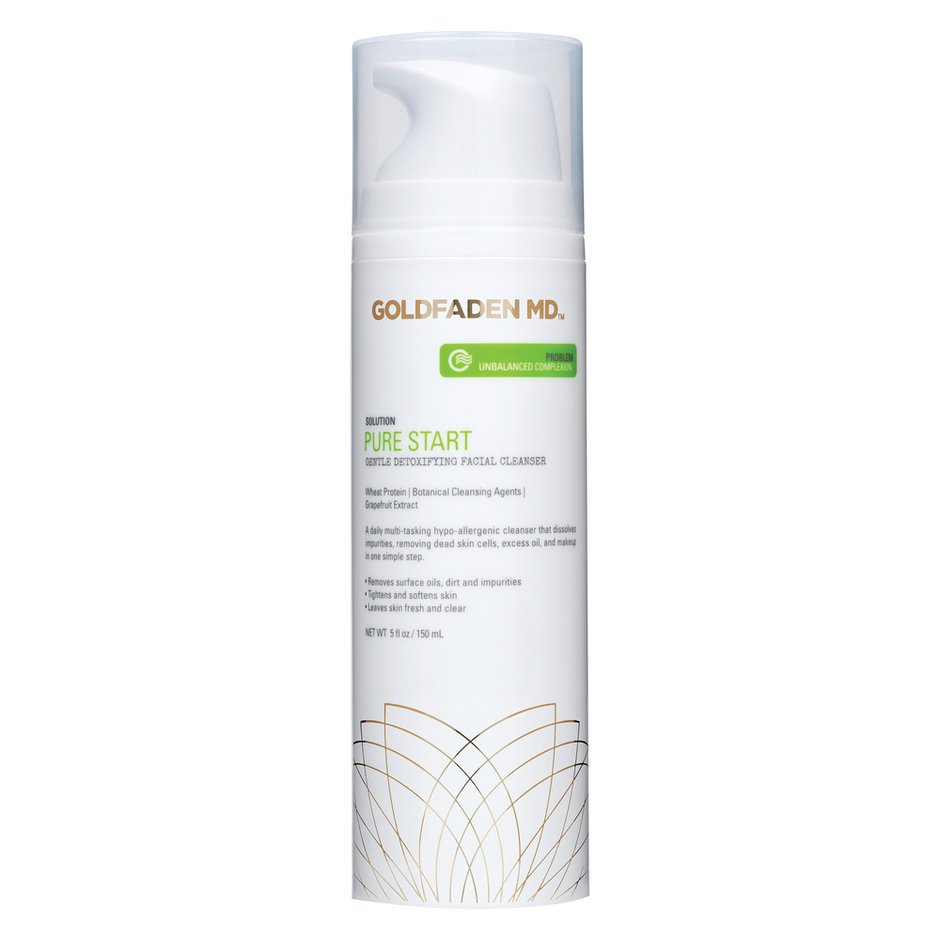 GOLDFADEN MD™
PROBLEM
UNBALANCED COMPLEXION
SOLUTION
PURE START
GENTLE DETOXIFYING FACIAL CLEANSER
Wheat Protein | Botanical Cleansing Agents |
Grapefruit Extract
A daily multi-tasking hypo-allergenic cleanser that dissolves
impurities, removing dead skin cells, excess oil, and makeup
in one simple step.
• Removes surface oils, dirt and impurities
• Tightens and softens skin
• Leaves skin fresh and clear
NET WT 5 fl oz / 150 mL